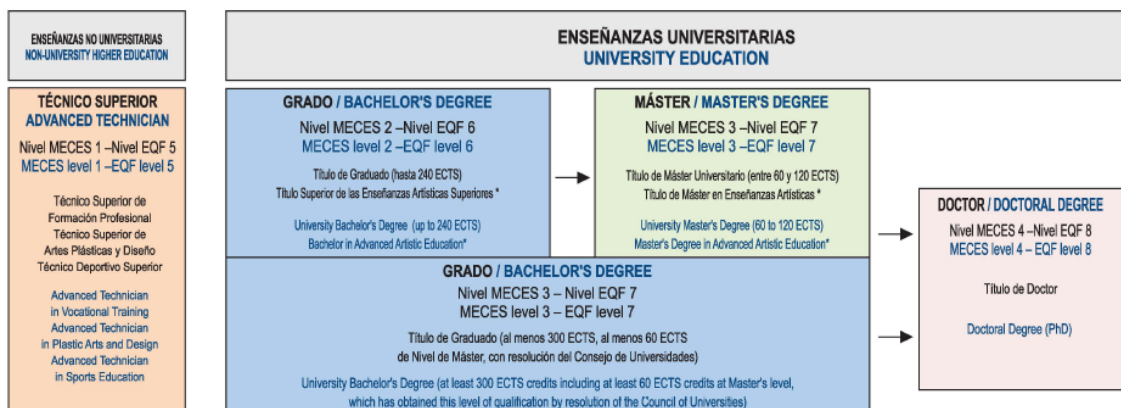 ENSEÑANZAS NO UNIVERSITARIAS
NON-UNIVERSITY HIGHER EDUCATION
ENSEÑANZAS UNIVERSITARIAS
UNIVERSITY EDUCATION
TÉCNICO SUPERIOR
ADVANCED TECHNICIAN
Nivel MECES 1 –Nivel EQF 5
MECES level 1 –EQF level 5
Técnico Superior de
Formación Profesional
Técnico Superior de
Artes Plásticas y Diseño
Técnico Deportivo Superior
Advanced Technician
in Vocational Training
Advanced Technician
in Plastic Arts and Design
Advanced Technician
in Sports Education
GRADO / BACHELOR'S DEGREE
Nivel MECES 2 –Nivel EQF 6
MECES level 2 –EQF level 6
Título de Graduado (hasta 240 ECTS)
Título Superior de las Enseñanzas Artísticas Superiores *
University Bachelor's Degree (up to 240 ECTS)
Bachelor in Advanced Artistic Education*
MÁSTER / MASTER'S DEGREE
Nivel MECES 3 –Nivel EQF 7
MECES level 3 –EQF level 7
Título de Máster Universitario (entre 60 y 120 ECTS)
Título de Máster en Enseñanzas Artísticas *
University Master's Degree (60 to 120 ECTS)
Master's Degree in Advanced Artistic Education*
GRADO / BACHELOR'S DEGREE
Nivel MECES 3 – Nivel EQF 7
MECES level 3 – EQF level 7
Título de Graduado (al menos 300 ECTS, al menos 60 ECTS
de Nivel de Máster, con resolución del Consejo de Universidades)
University Bachelor's Degree (at least 300 ECTS credits including at least 60 ECTS credits at Master's level,
which has obtained this level of qualification by resolution of the Council of Universities)
DOCTOR / DOCTORAL DEGREE
Nivel MECES 4 –Nivel EQF 8
MECES level 4 – EQF level 8
Título de Doctor
Doctoral Degree (PhD)